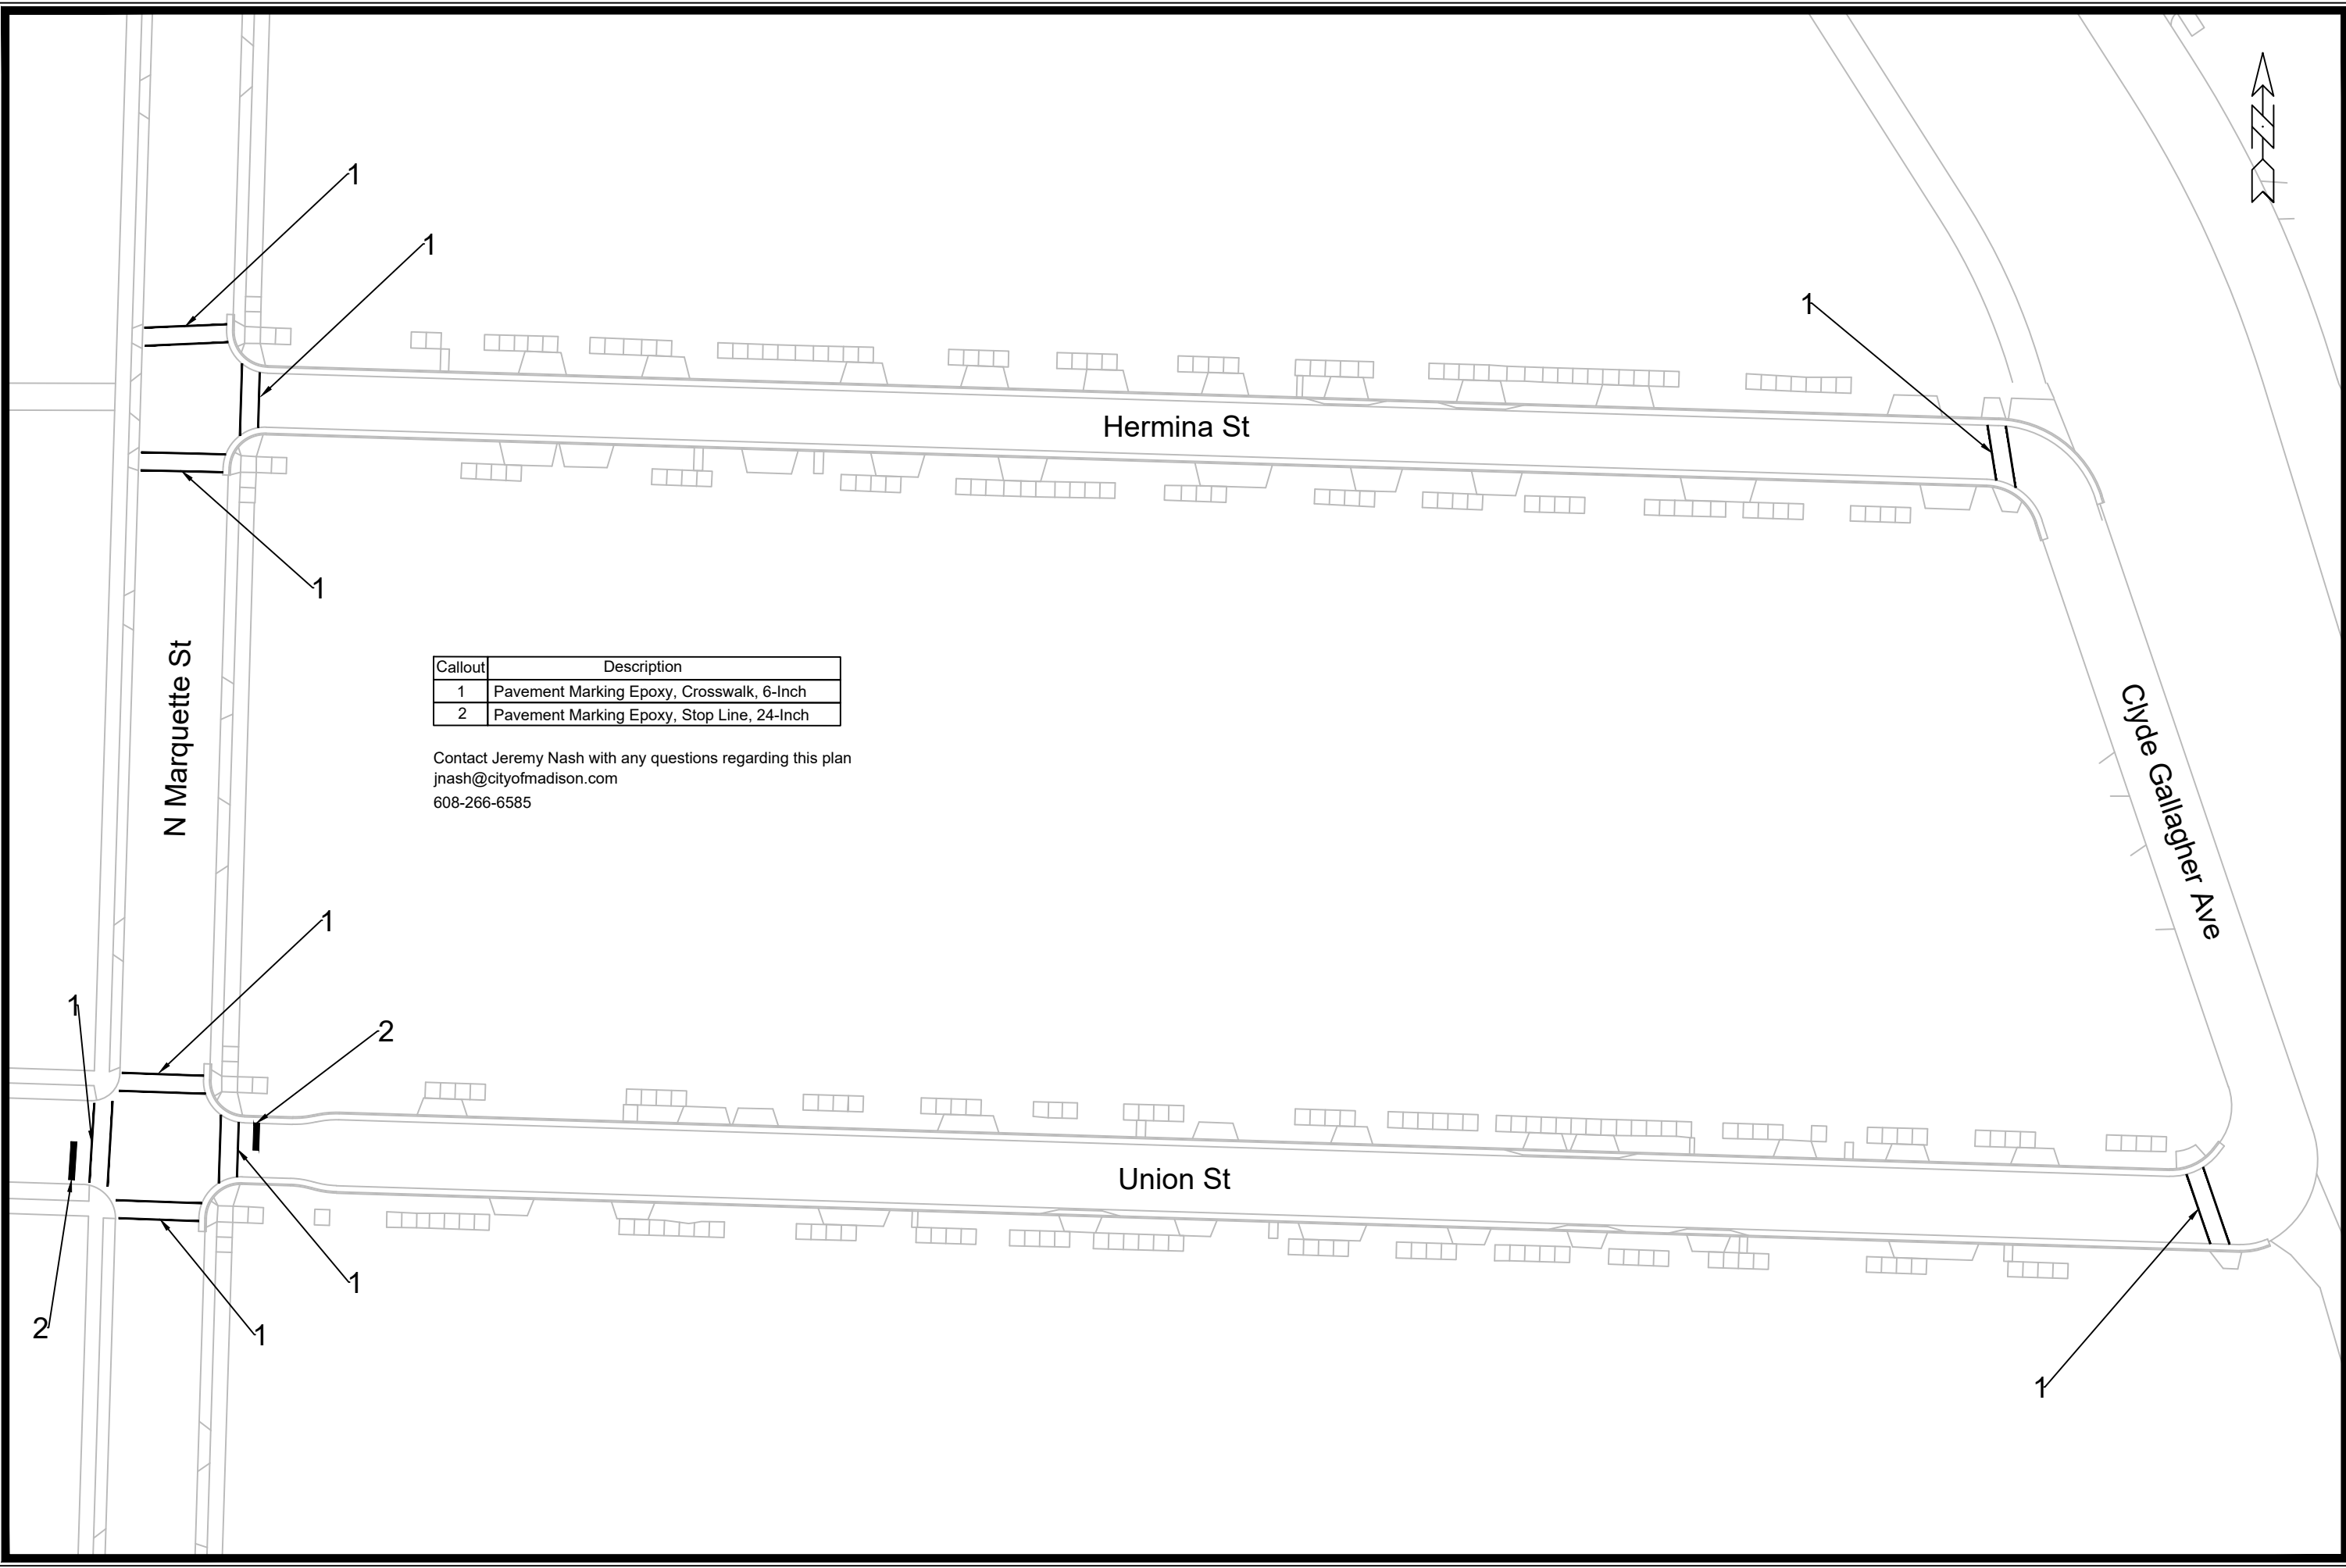 1
1
1
Hermina St
1
N Marquette St
Callout Description
1 Pavement Marking Epoxy, Crosswalk, 6-Inch
2 Pavement Marking Epoxy, Stop Line, 24-Inch
Contact Jeremy Nash with any questions regarding this plan
jnash@cityofmadison.com
608-266-6585
Clyde Gallagher Ave
1
1
2
Union St
1
2
1
1
N